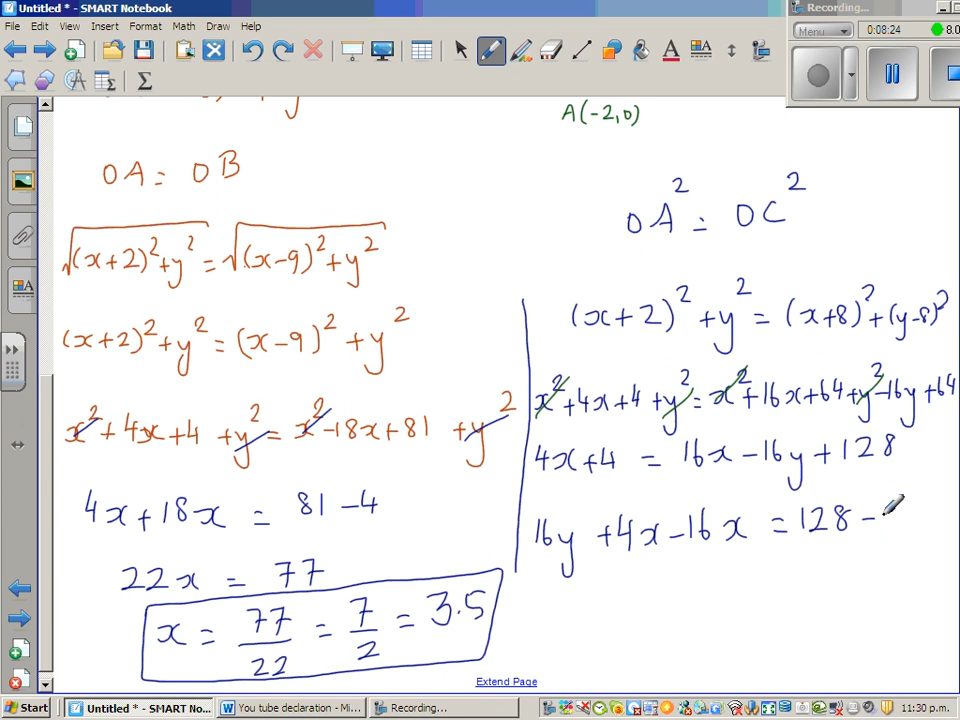 Untitled * - SMART Notebook
File Edit View Insert Format Math Draw Help
Recording...
Menu
00:08:24
8.0
A(-2,0)
OA = OB
√(x+2)²+y² = √(x-9)²+y²
(x+2)²+y² = (x-9)²+y²
x²+4x+4+y² = x²-18x+81+y²
4x+18x = 81-4
22x = 77
x = 77/22 = 7/2 = 3.5
OA² = OC²
(x+2)²+y² = (x+8)²+(y-8)²
x²+4x+4+y² = x²+16x+64+y²-16y+64
4x+4 = 16x-16y+128
16y+4x-16x = 128-
Extend Page
Start
Untitled * - SMART No...
You tube declaration - Mi...
Recording...
11:30 p.m.